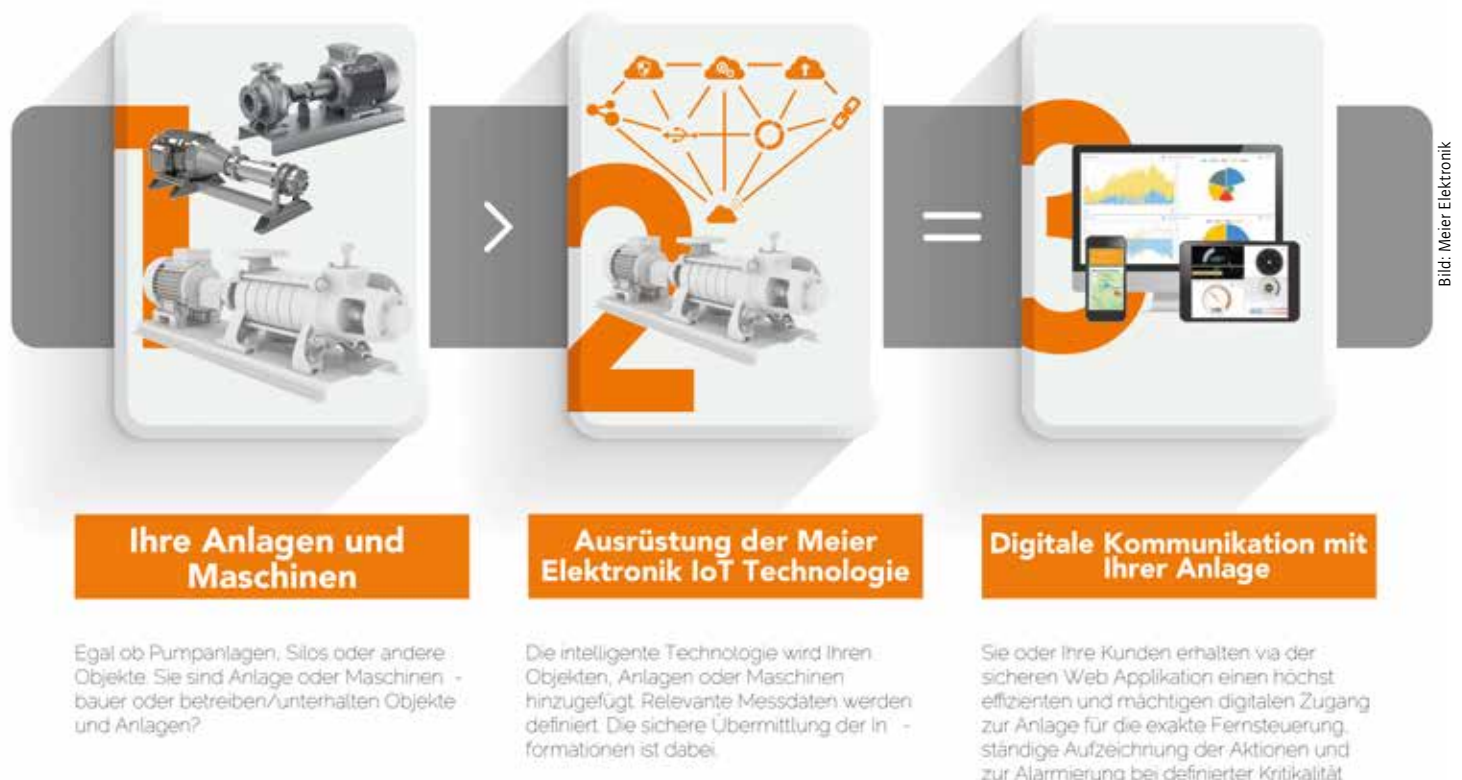 1
2
3
>
=
Bild: Meier Elektronik
Ihre Anlagen und
Maschinen
Ausrüstung der Meier
Elektronik IoT Technologie
Digitale Kommunikation mit
Ihrer Anlage
Egal ob Pumpanlagen, Silos oder andere
Objekte. Sie sind Anlage oder Maschinen -
bauer oder betreiben/unterhalten Objekte
und Anlagen?
Die intelligente Technologie wird Ihren
Objekten, Anlagen oder Maschinen
hinzugefügt. Relevante Messdaten werden
definiert. Die sichere Übermittlung der In -
formationen ist dabei.
Sie oder Ihre Kunden erhalten via der
sicheren Web Applikation einen höchst
effizienten und mächtigen digitalen Zugang
zur Anlage für die exakte Fernsteuerung,
ständige Aufzeichnung der Aktionen und
zur Alarmierung bei definierter Kritikalität